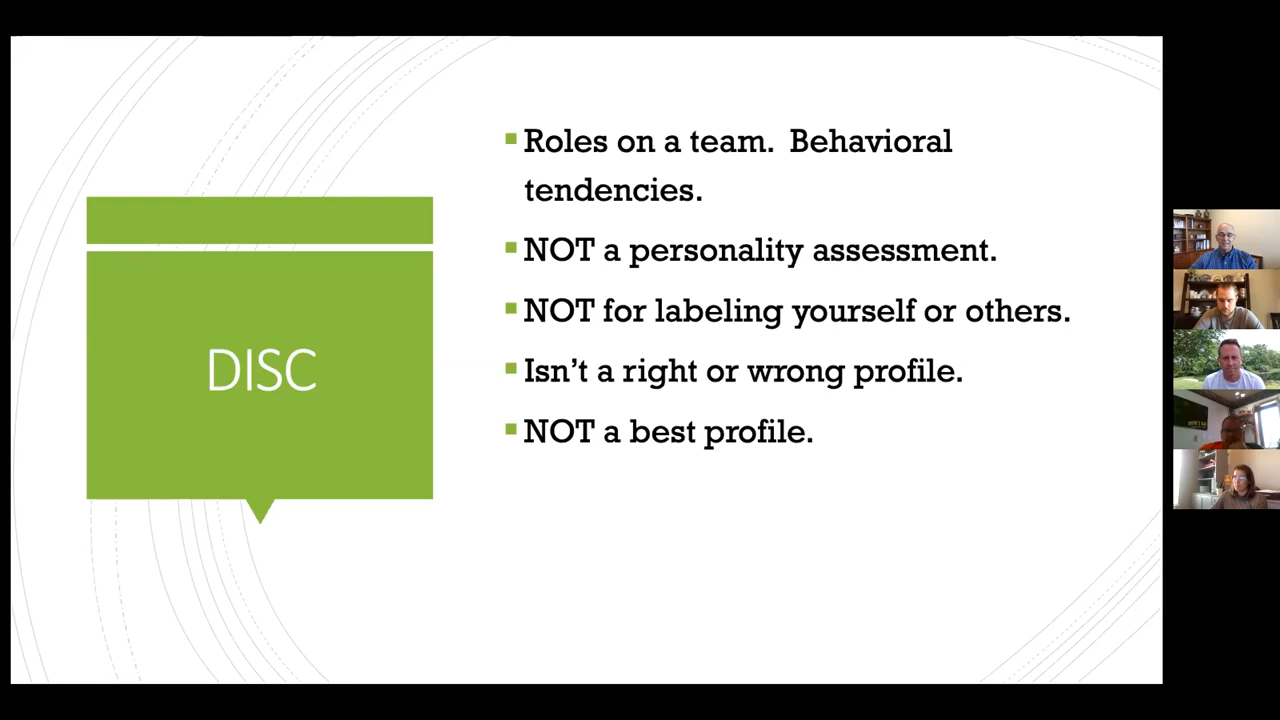 DISC
Roles on a team.  Behavioral
tendencies.
NOT a personality assessment.
NOT for labeling yourself or others.
Isn’t a right or wrong profile.
NOT a best profile.